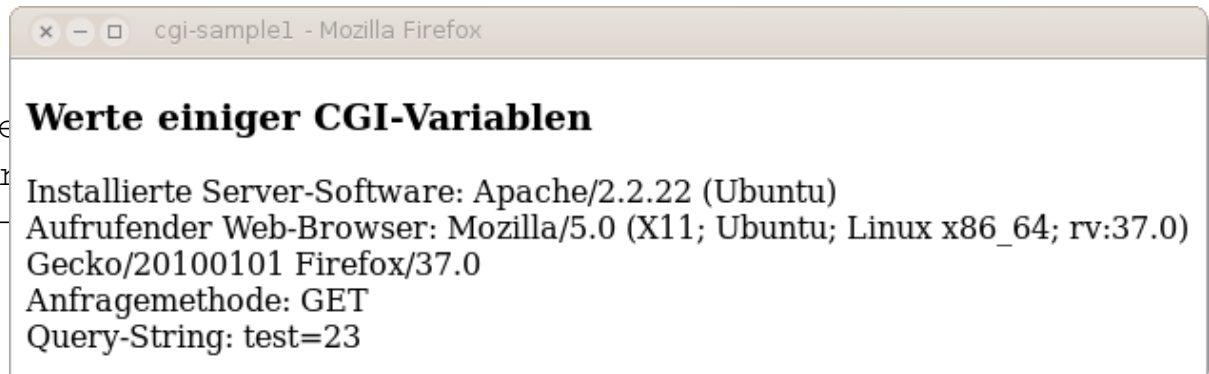 cgi-sample1 - Mozilla Firefox
Werte einiger CGI-Variablen
Installierte Server-Software: Apache/2.2.22 (Ubuntu)
Aufrufender Web-Browser: Mozilla/5.0 (X11; Ubuntu; Linux x86_64; rv:37.0)
Gecko/20100101 Firefox/37.0
Anfragemethode: GET
Query-String: test=23